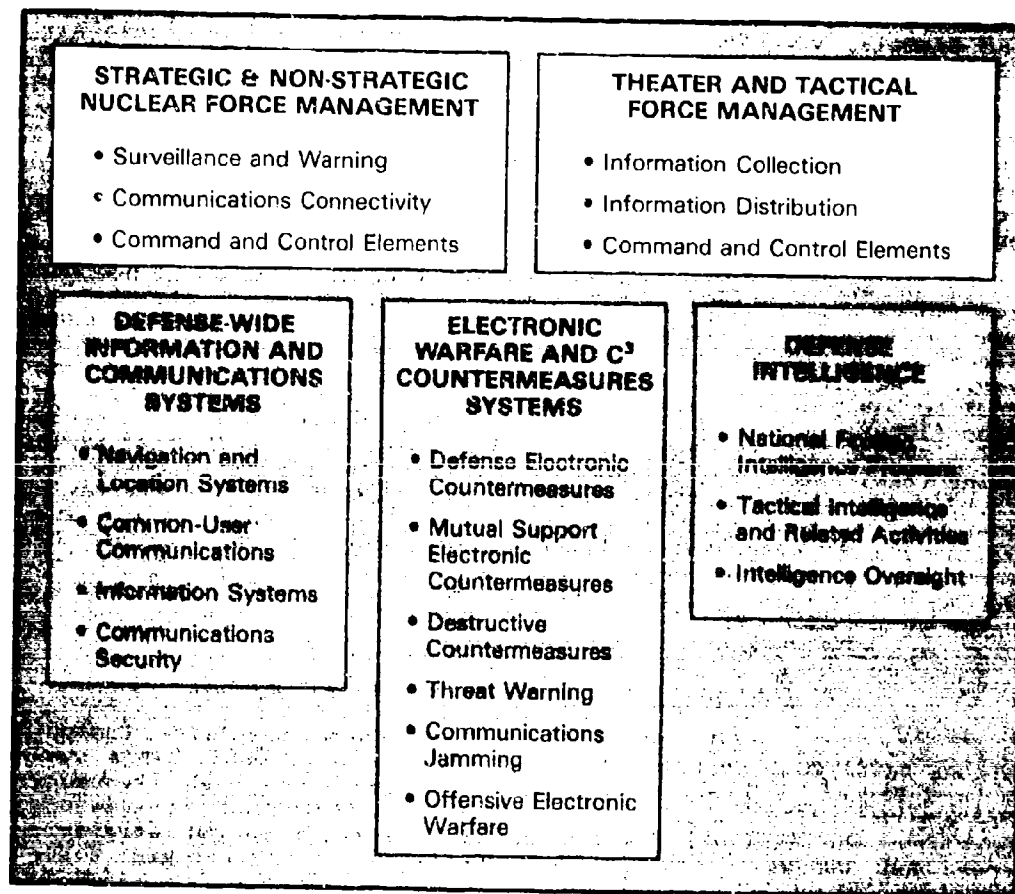 STRATEGIC & NON-STRATEGIC
NUCLEAR FORCE MANAGEMENT
• Surveillance and Warning
• Communications Connectivity
• Command and Control Elements
THEATER AND TACTICAL
FORCE MANAGEMENT
• Information Collection
• Information Distribution
• Command and Control Elements
DEFENSE-WIDE
INFORMATION AND
COMMUNICATIONS
SYSTEMS
• Navigation and
Location Systems
• Common-User
Communications
• Information Systems
• Communications
Security
ELECTRONIC
WARFARE AND C³
COUNTERMEASURES
SYSTEMS
• Defense Electronic
Countermeasures
• Mutual Support
Electronic
Countermeasures
• Destructive
Countermeasures
• Threat Warning
• Communications
Jamming
• Offensive Electronic
Warfare
DEFENSE
INTELLIGENCE
• National
Intelligence
• Tactical Intelligence
and Related Activities
• Intelligence Oversight